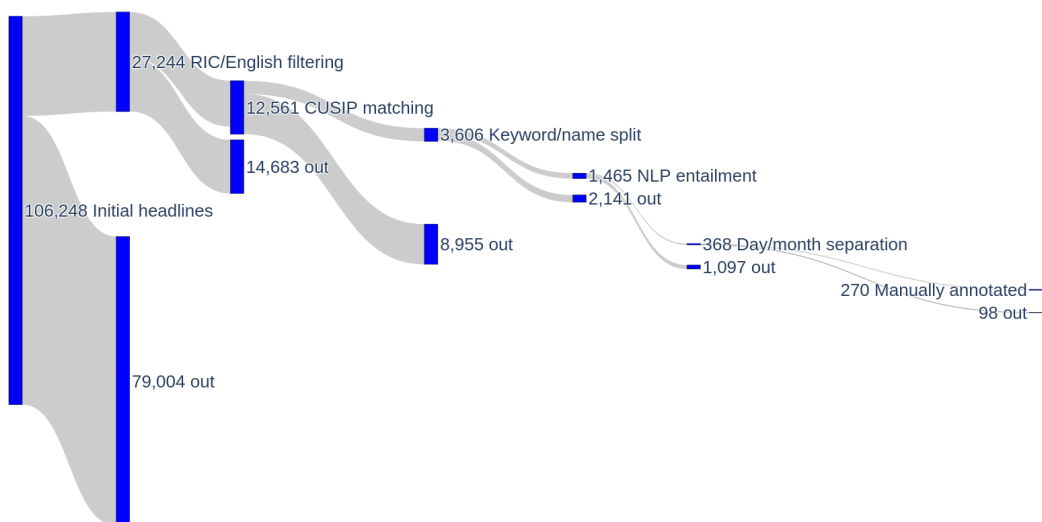 27,244 RIC/English filtering
12,561 CUSIP matching
3,606 Keyword/name split
14,683 out
1,465 NLP entailment
2,141 out
106,248 Initial headlines
8,955 out
368 Day/month separation
1,097 out
270 Manually annotated
98 out
79,004 out